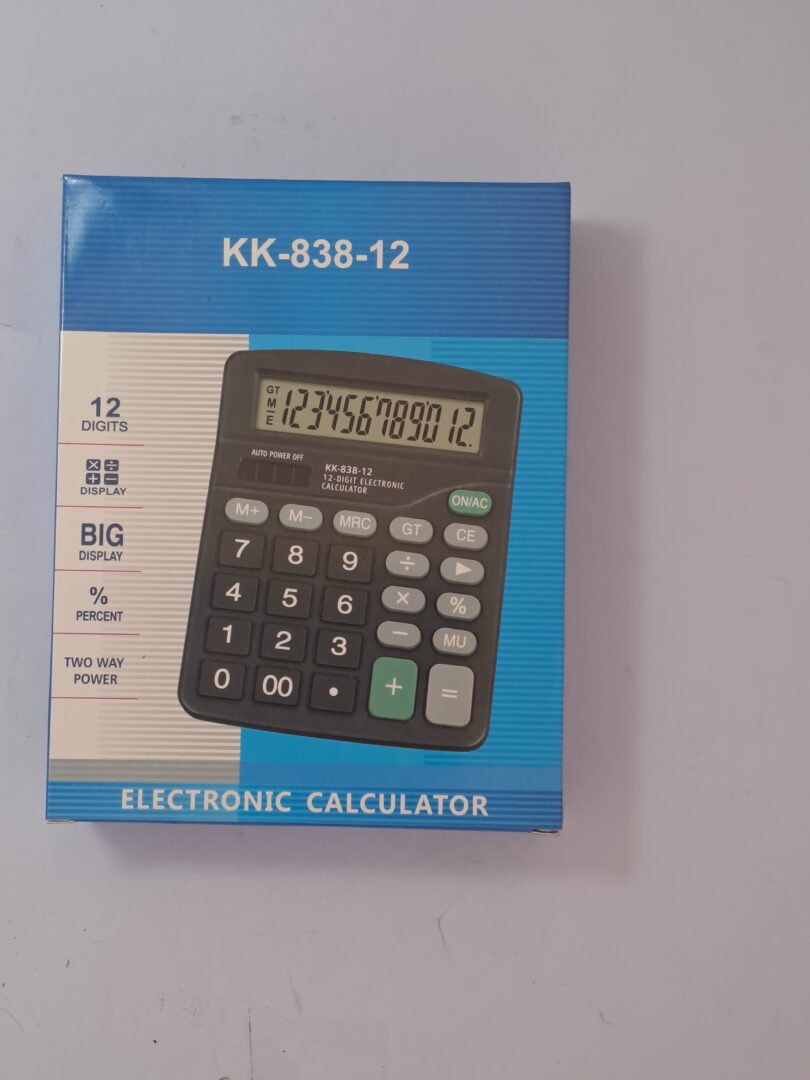 KK-838-12
12
DIGITS
DISPLAY
BIG
DISPLAY
%
PERCENT
TWO WAY
POWER
GT
M
E
123456789012.
AUTO POWER OFF
KK-838-12
12-DIGIT ELECTRONIC
CALCULATOR
ON/AC
M+ M− MRC GT CE
7 8 9 ÷ ▶
4 5 6 × %
1 2 3 − MU
0 00 • + =
ELECTRONIC CALCULATOR